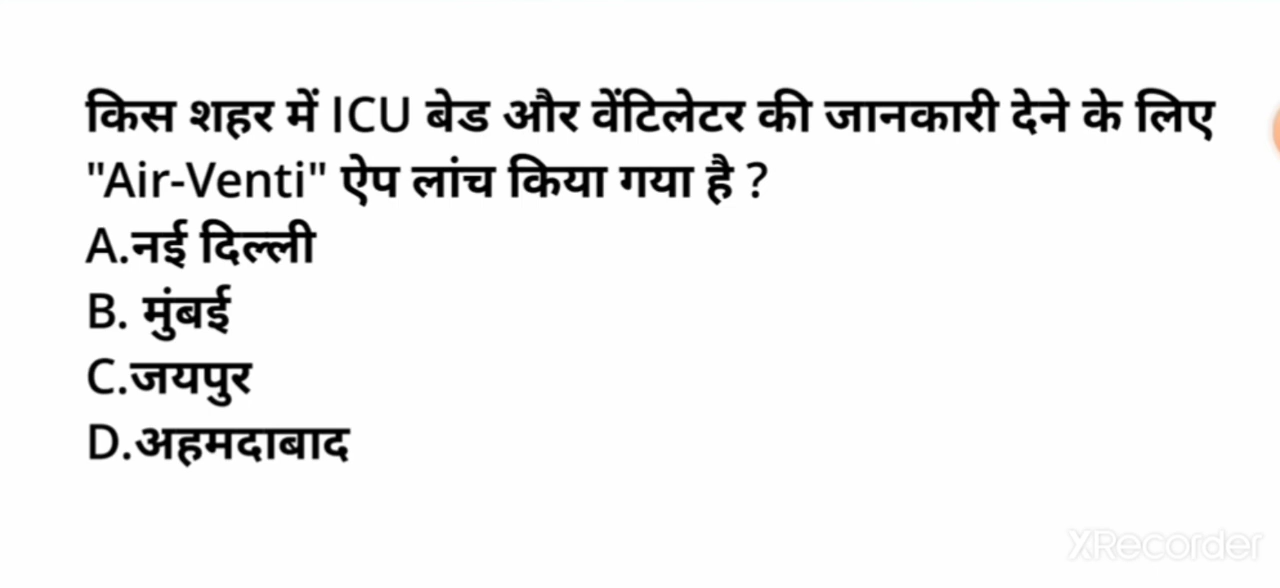 किस शहर में ICU बेड और वेंटिलेटर की जानकारी देने के लिए
"Air-Venti" ऐप लांच किया गया है ?
A.नई दिल्ली
B. मुंबई
C.जयपुर
D.अहमदाबाद
XRecorder